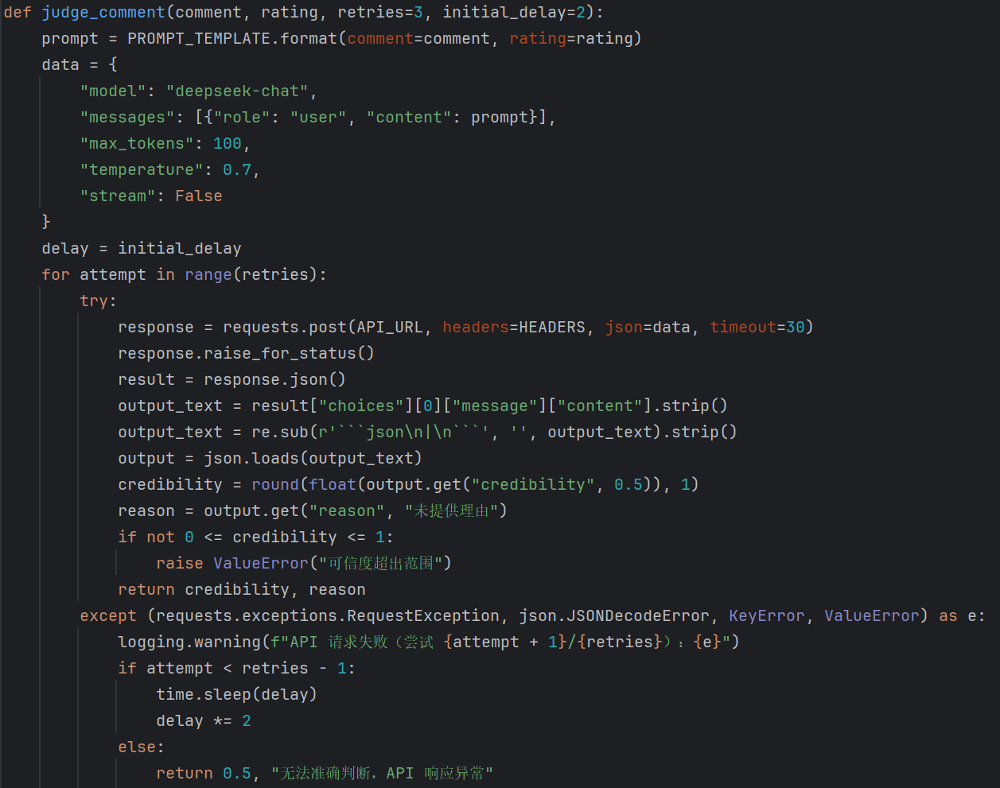 def judge_comment(comment, rating, retries=3, initial_delay=2):
    prompt = PROMPT_TEMPLATE.format(comment=comment, rating=rating)
    data = {
        "model": "deepseek-chat",
        "messages": [{"role": "user", "content": prompt}],
        "max_tokens": 100,
        "temperature": 0.7,
        "stream": False
    }
    delay = initial_delay
    for attempt in range(retries):
        try:
            response = requests.post(API_URL, headers=HEADERS, json=data, timeout=30)
            response.raise_for_status()
            result = response.json()
            output_text = result["choices"][0]["message"]["content"].strip()
            output_text = re.sub(r'```json\n|\n```', '', output_text).strip()
            output = json.loads(output_text)
            credibility = round(float(output.get("credibility", 0.5)), 1)
            reason = output.get("reason", "未提供理由")
            if not 0 <= credibility <= 1:
                raise ValueError("可信度超出范围")
            return credibility, reason
        except (requests.exceptions.RequestException, json.JSONDecodeError, KeyError, ValueError) as e:
            logging.warning(f"API 请求失败（尝试 {attempt + 1}/{retries}）：{e}")
            if attempt < retries - 1:
                time.sleep(delay)
                delay *= 2
            else:
                return 0.5, "无法准确判断，API 响应异常"